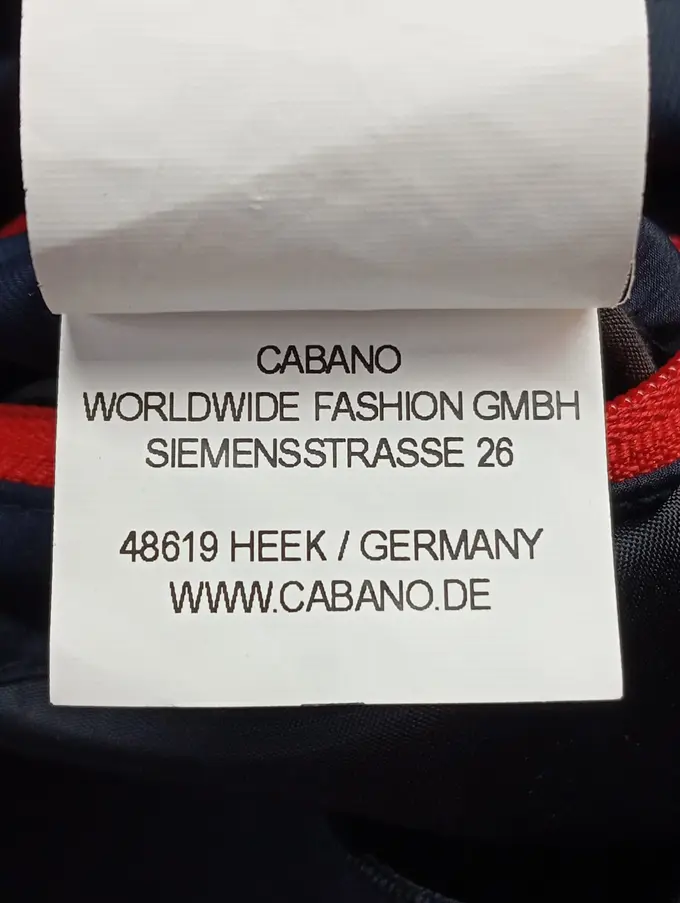 CABANO
WORLDWIDE FASHION GMBH
SIEMENSSTRASSE 26
48619 HEEK / GERMANY
WWW.CABANO.DE